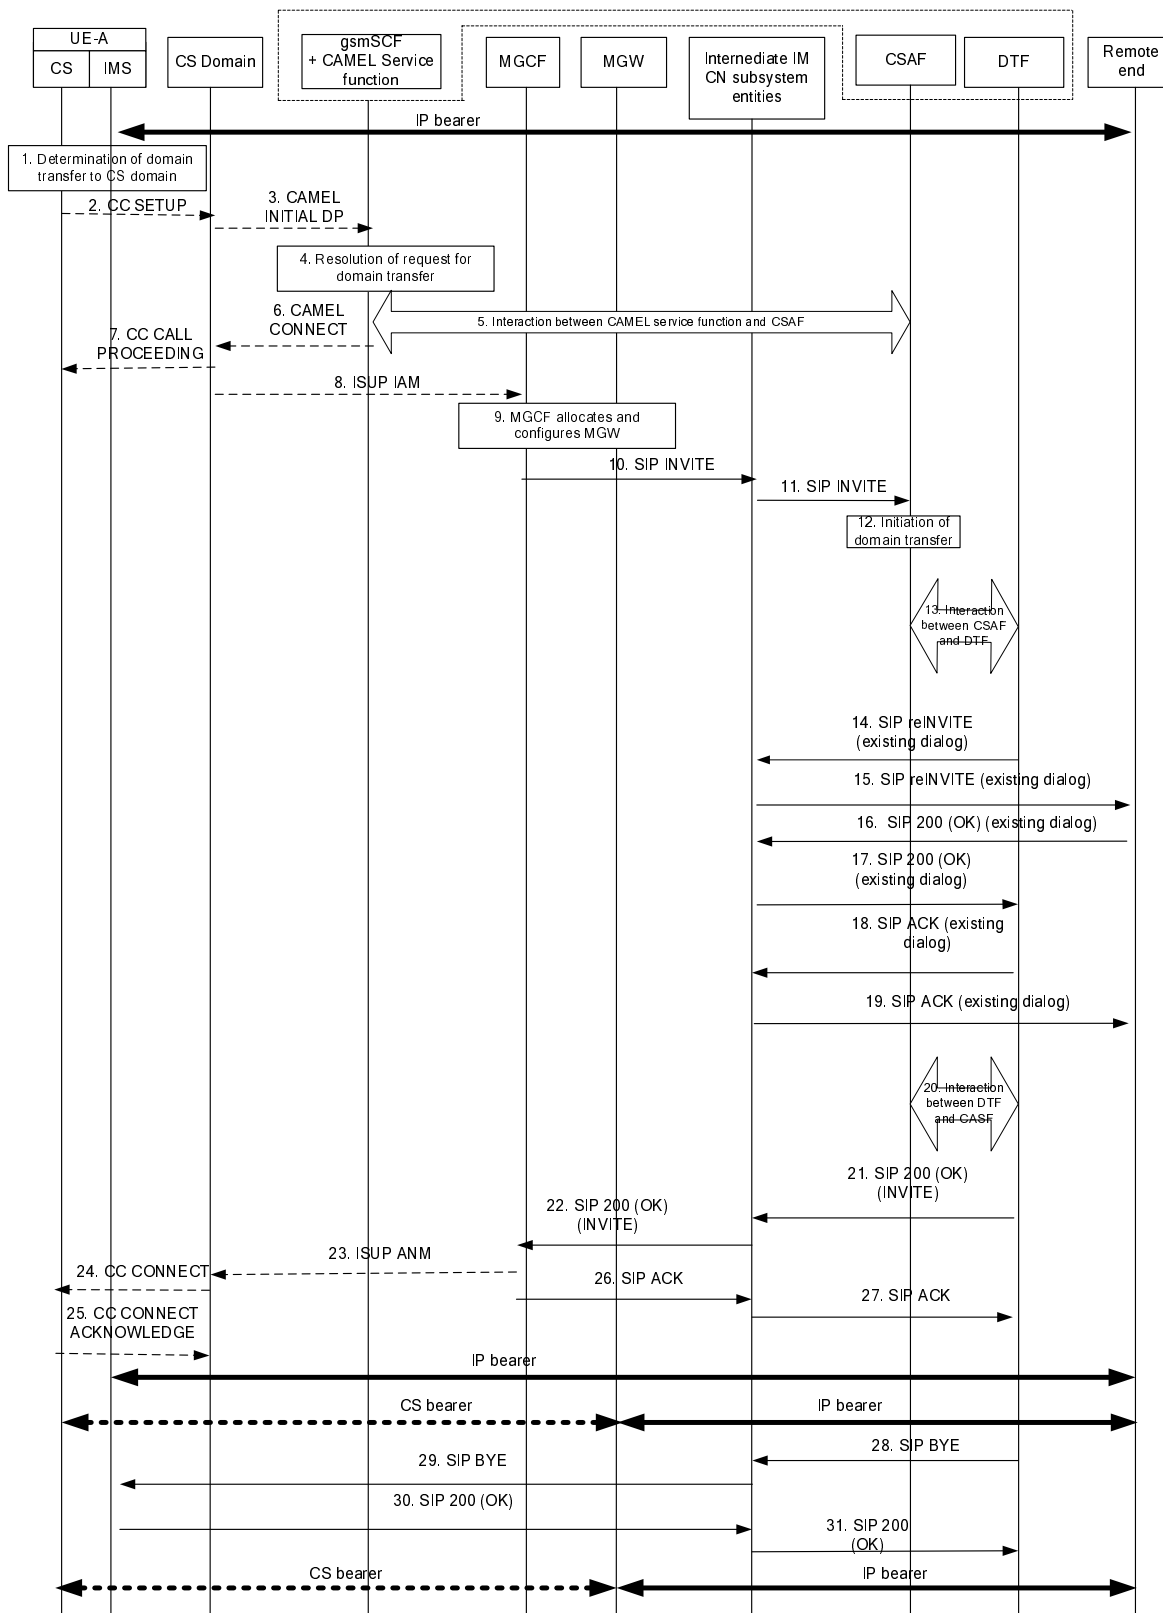 UE-A
CS
IMS
CS Domain
gsmSCF
+ CAMEL Service
function
MGCF
MGW
Internediate IM
CN subsystem
entities
CSAF
DTF
Remote
end
IP bearer
1. Determination of domain
transfer to CS domain
2. CC SETUP
3. CAMEL
INITIAL DP
4. Resolution of request for
domain transfer
5. Interaction between CAMEL service function and CSAF
6. CAMEL
CONNECT
7. CC CALL
PROCEEDING
8. ISUP IAM
9. MGCF allocates and
configures MGW
10. SIP INVITE
11. SIP INVITE
12. Initiation of
domain transfer
13. Interaction
between CSAF
and DTF
14. SIP reINVITE
(existing dialog)
15. SIP reINVITE (existing dialog)
16. SIP 200 (OK) (existing dialog)
17. SIP 200 (OK)
(existing dialog)
18. SIP ACK (existing
dialog)
19. SIP ACK (existing dialog)
20. Interaction
between DTF
and CASF
21. SIP 200 (OK)
(INVITE)
22. SIP 200 (OK)
(INVITE)
23. ISUP ANM
24. CC CONNECT
25. CC CONNECT
ACKNOWLEDGE
26. SIP ACK
27. SIP ACK
IP bearer
CS bearer
IP bearer
28. SIP BYE
29. SIP BYE
30. SIP 200 (OK)
31. SIP 200
(OK)
CS bearer
IP bearer